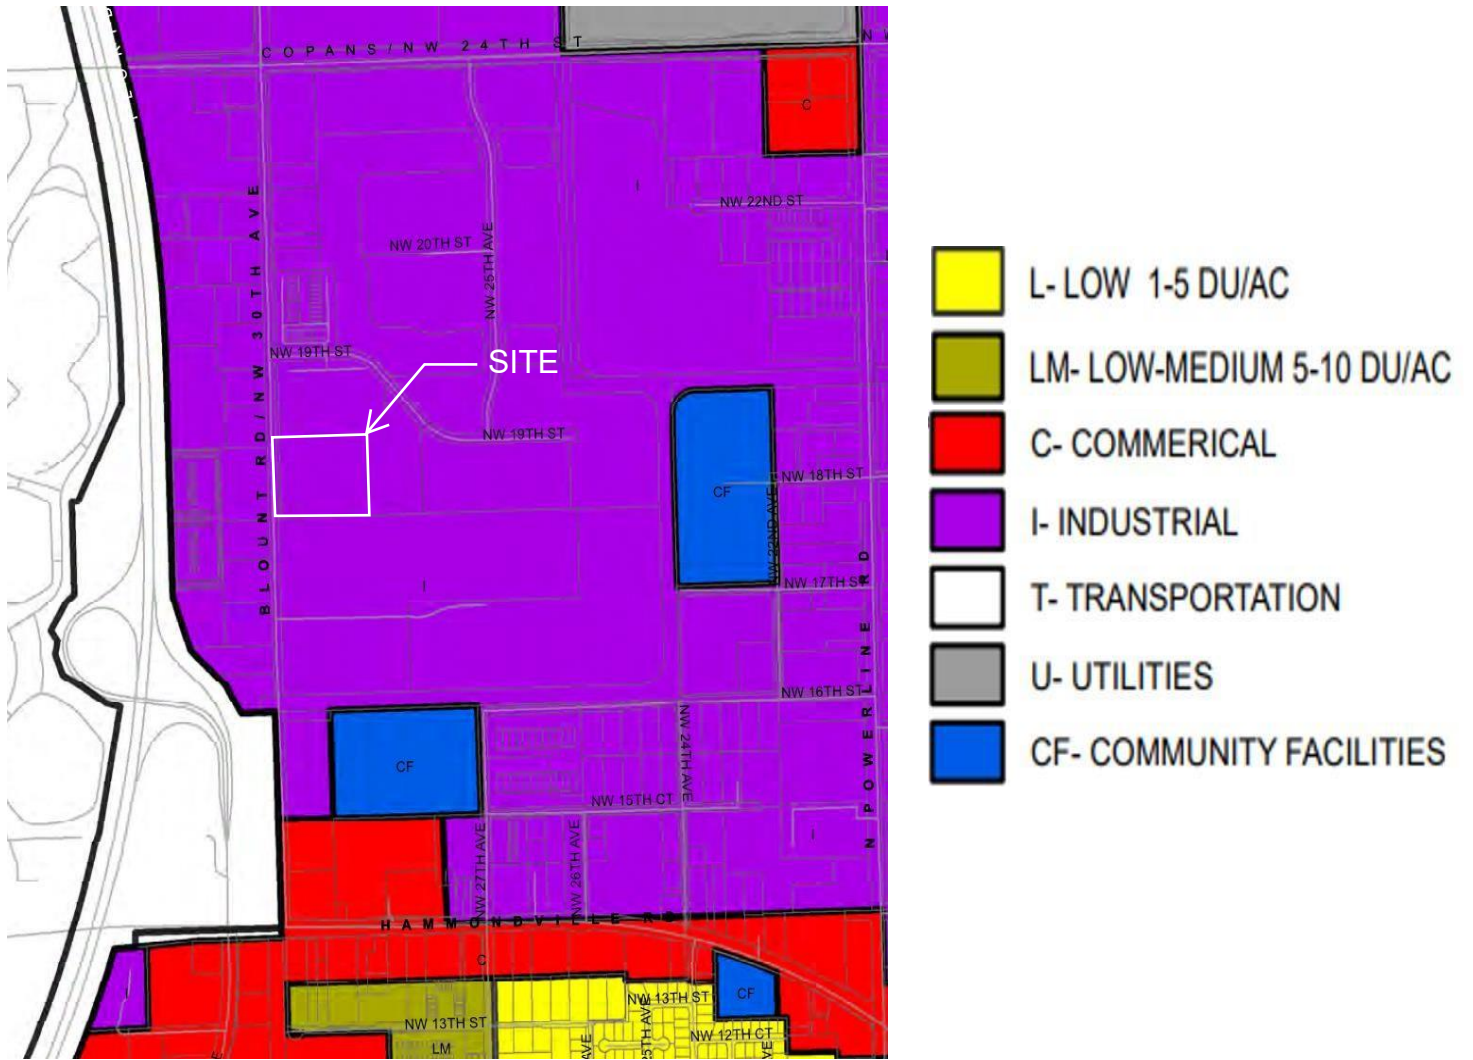 COPANS/NW 24TH ST
C
I
NW 22ND ST
BLOUNT RD/NW 30TH AVE
NW 20TH ST
NW 25TH AVE
NW 19TH ST
SITE
NW 19TH ST
CF
NW 18TH ST
NW 22ND AVE
NW 17TH ST
I
N POWERLINE RD
NW 16TH ST
NW 24TH AVE
CF
NW 15TH CT
I
NW 27TH AVE
NW 26TH AVE
HAMMONDVILLE RD
C
CF
NW 13TH ST
NW 13TH ST
25TH AVE
NW 12TH CT
LM
AVE
AVE
L- LOW 1-5 DU/AC
LM- LOW-MEDIUM 5-10 DU/AC
C- COMMERICAL
I- INDUSTRIAL
T- TRANSPORTATION
U- UTILITIES
CF- COMMUNITY FACILITIES